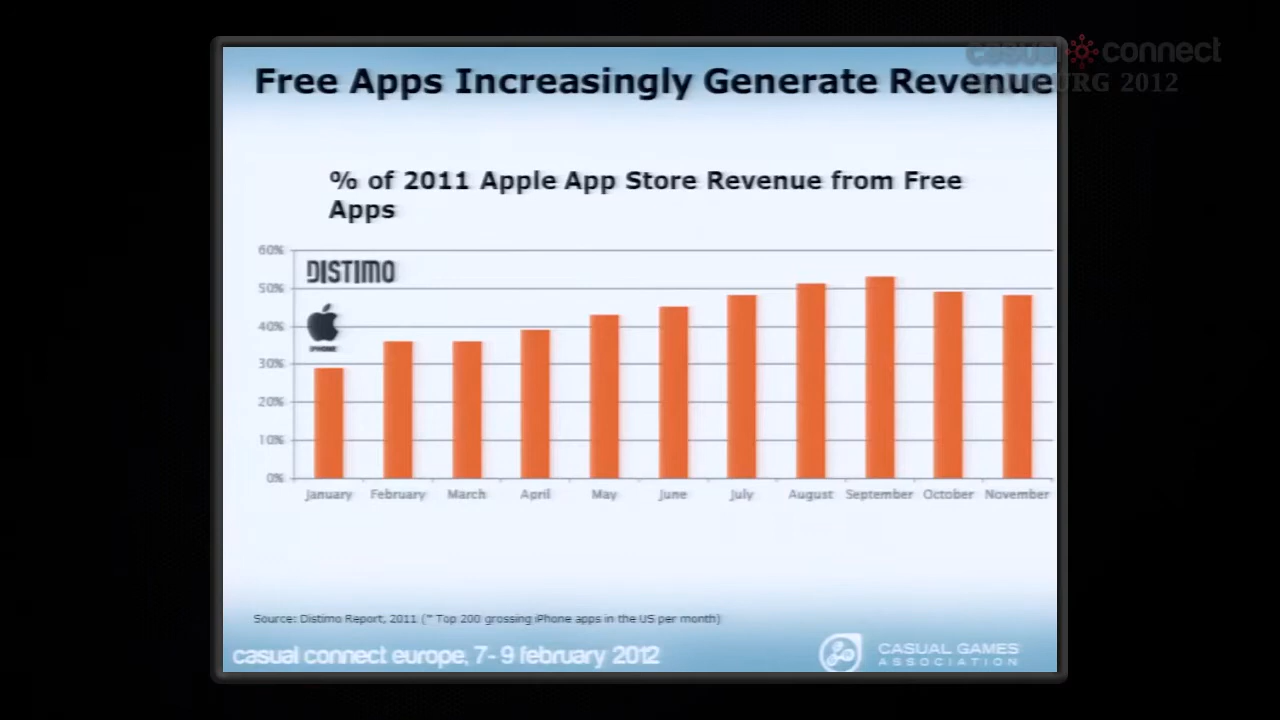 casual connect
HAMBURG 2012
Free Apps Increasingly Generate Revenue
% of 2011 Apple App Store Revenue from Free
Apps
60%
DISTIMO
50%
40%
IPHONE
30%
20%
10%
0%
January February March April May June July August September October November
Source: Distimo Report, 2011 (* Top 200 grossing iPhone apps in the US per month)
casual connect europe, 7-9 february 2012
CASUAL GAMES
ASSOCIATION